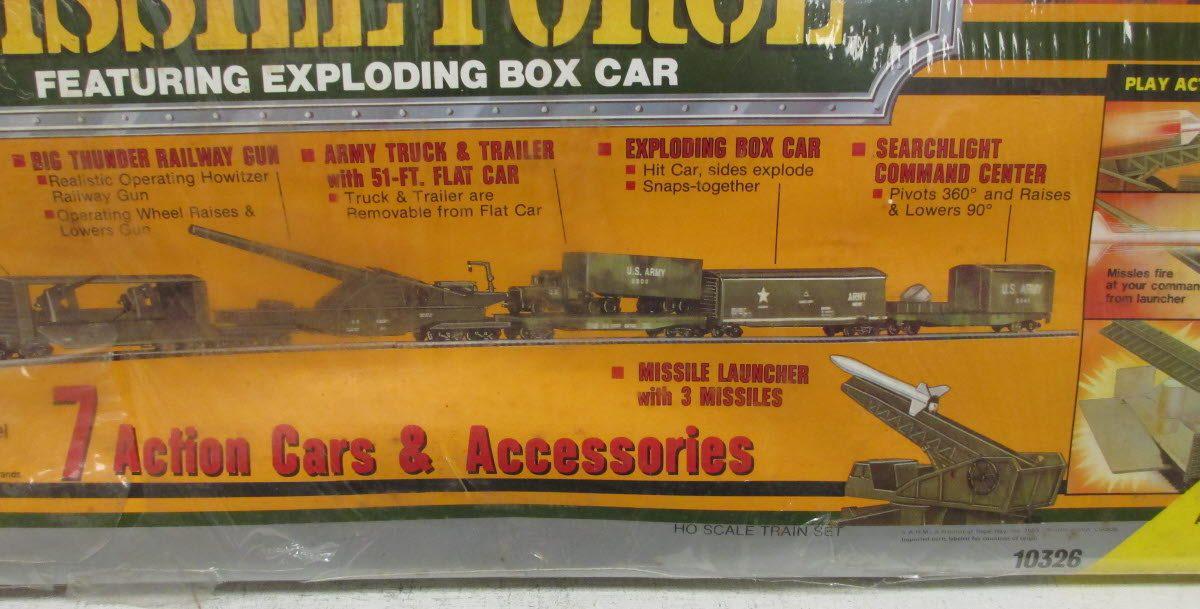 FORCE
FEATURING EXPLODING BOX CAR
PLAY
BIG THUNDER RAILWAY GUN
Realistic Operating Howitzer
Railway Gun
Operating Wheel Raises &
Lowers Gun
ARMY TRUCK & TRAILER
with 51-FT. FLAT CAR
Truck & Trailer are
Removable from Flat Car
EXPLODING BOX CAR
Hit Car, sides explode
Snaps-together
SEARCHLIGHT
COMMAND CENTER
Pivots 360° and Raises
& Lowers 90°
U.S. ARMY
ARMY
U.S. ARMY
Missles fire
at your
from launcher
MISSILE LAUNCHER
with 3 MISSILES
7 Action Cars & Accessories
HO SCALE TRAIN SET
10326